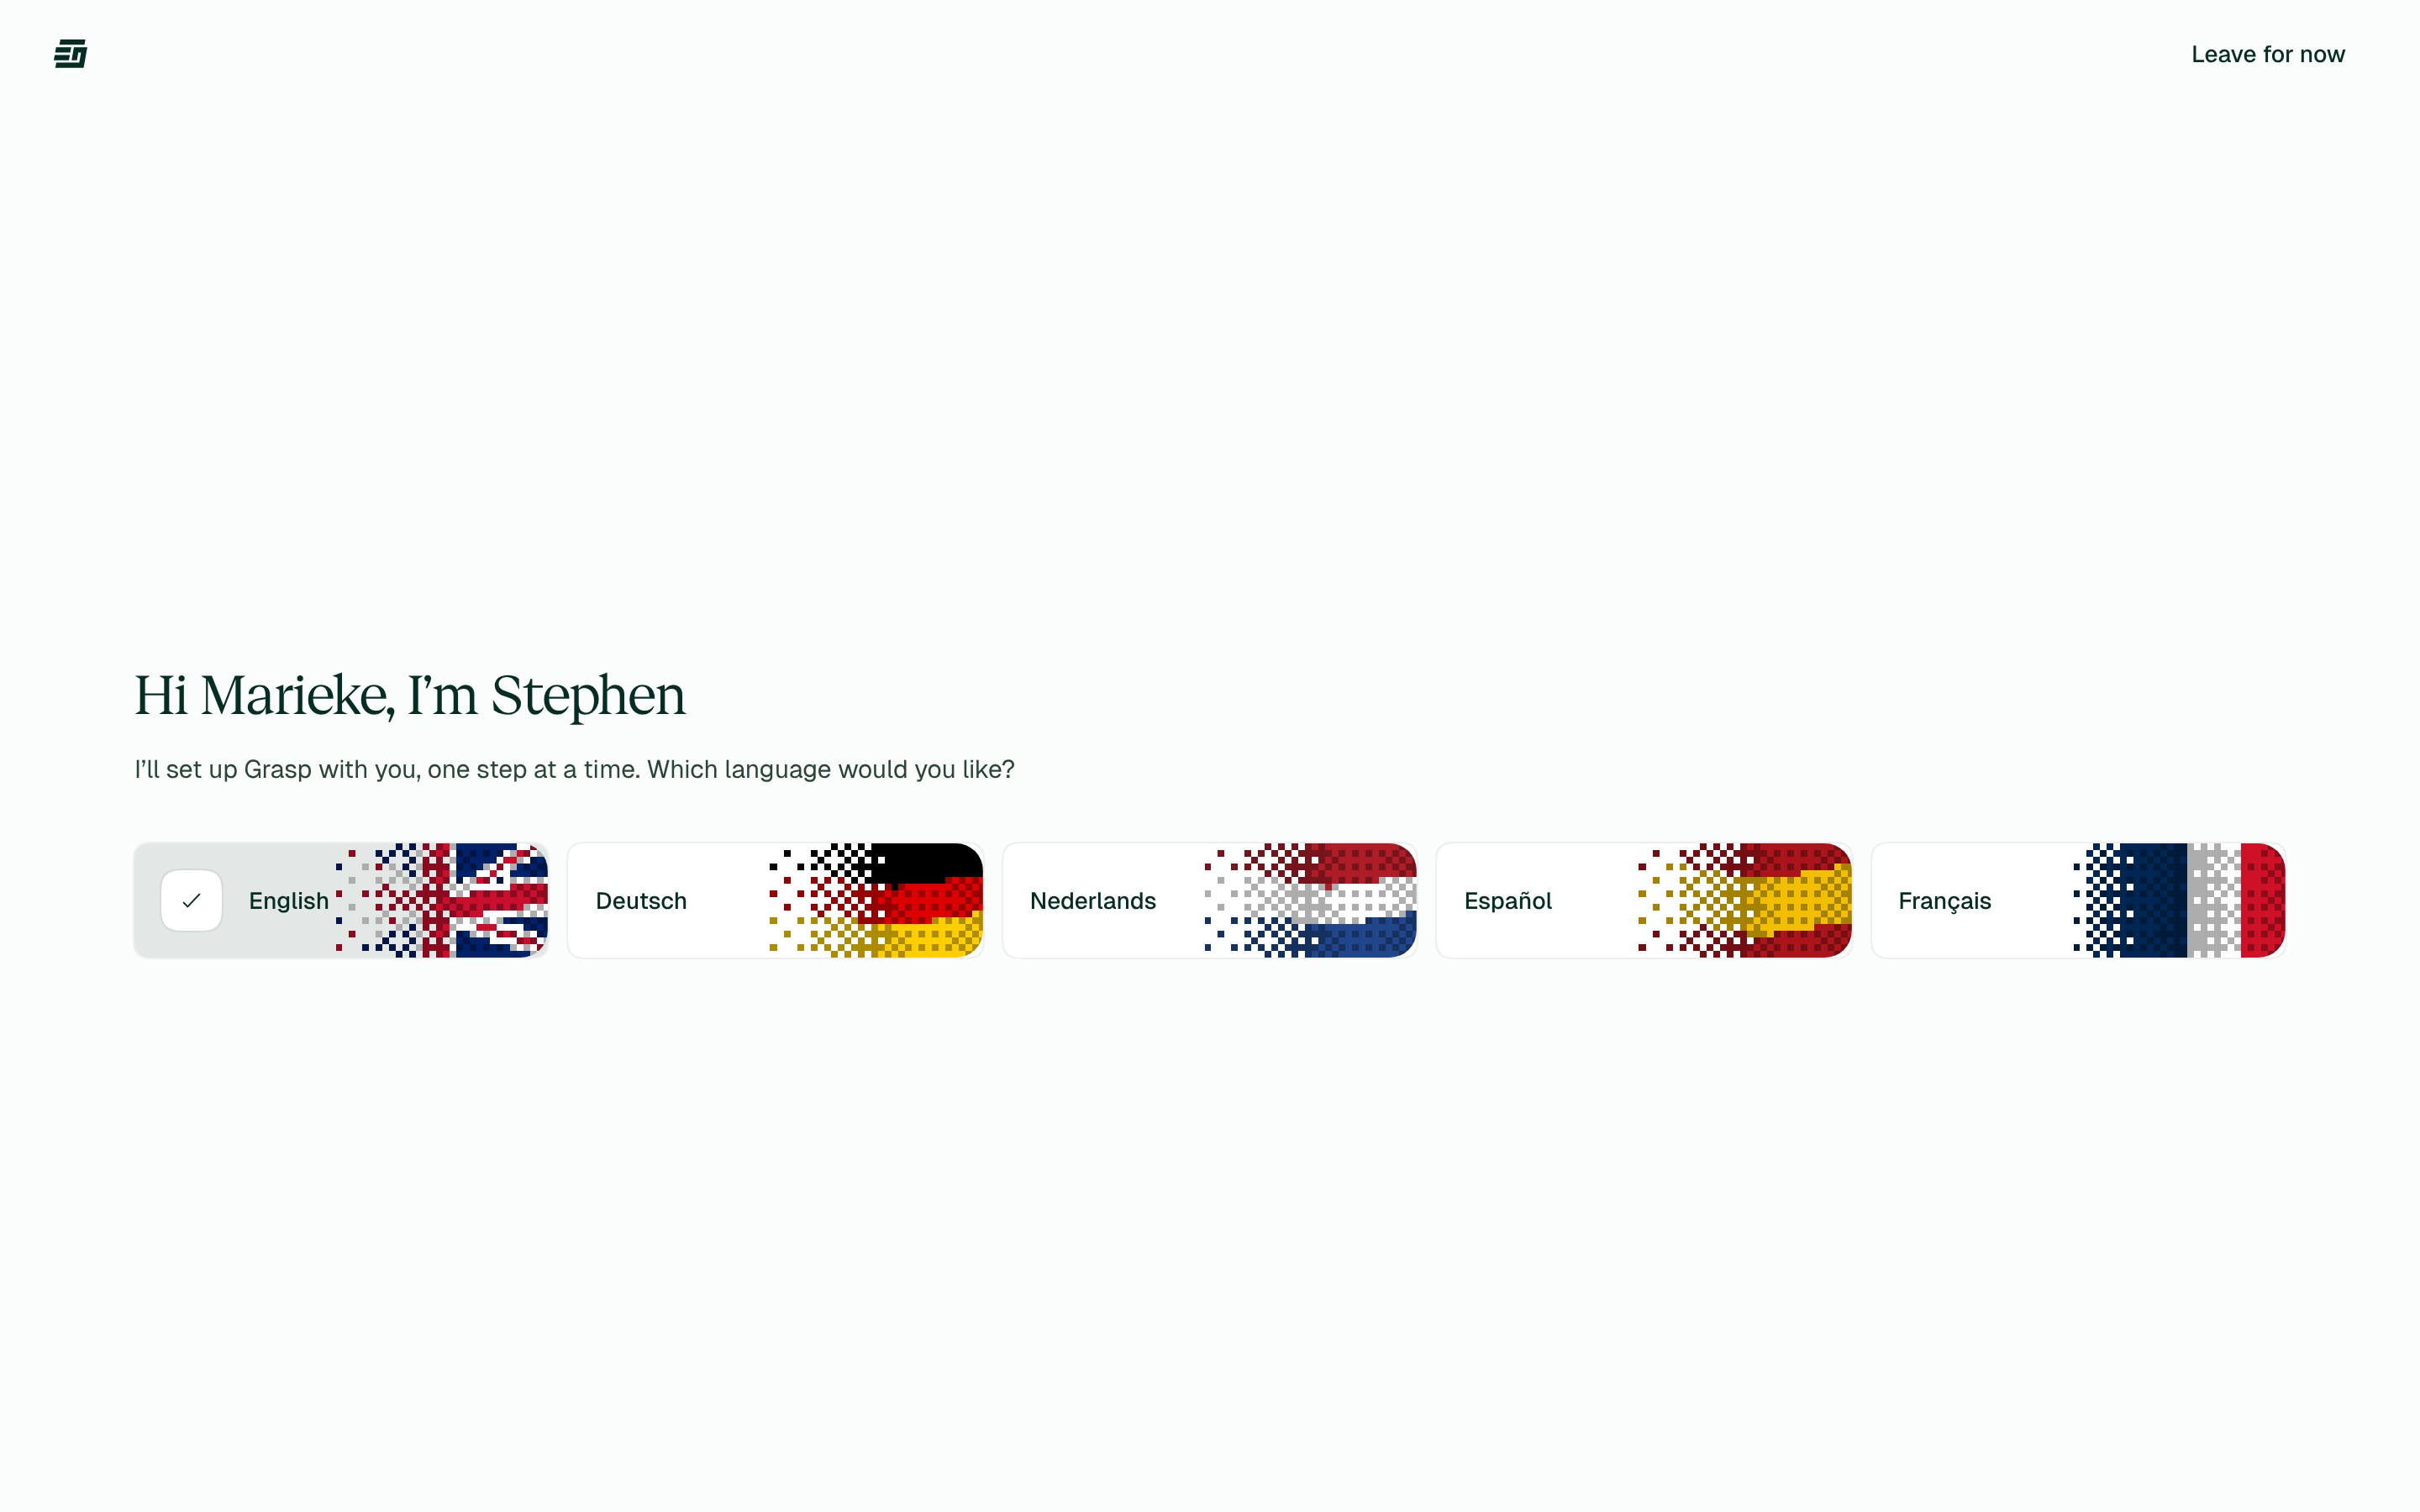 Leave for now
Hi Marieke, I’m Stephen
I’ll set up Grasp with you, one step at a time. Which language would you like?
English
Deutsch
Nederlands
Español
Français